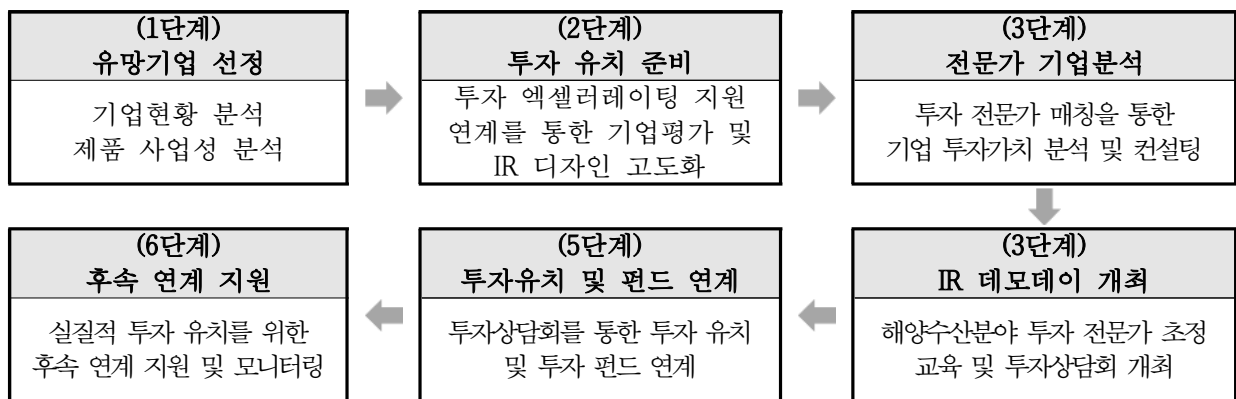 (1단계)
유망기업 선정
기업현황 분석
제품 사업성 분석
(2단계)
투자 유치 준비
투자 엑셀러레이팅 지원
연계를 통한 기업평가 및
IR 디자인 고도화
(3단계)
전문가 기업분석
투자 전문가 매칭을 통한
기업 투자가치 분석 및 컨설팅
(3단계)
IR 데모데이 개최
해양수산분야 투자 전문가 초정
교육 및 투자상담회 개최
(5단계)
투자유치 및 펀드 연계
투자상담회를 통한 투자 유치
및 투자 펀드 연계
(6단계)
후속 연계 지원
실질적 투자 유치를 위한
후속 연계 지원 및 모니터링